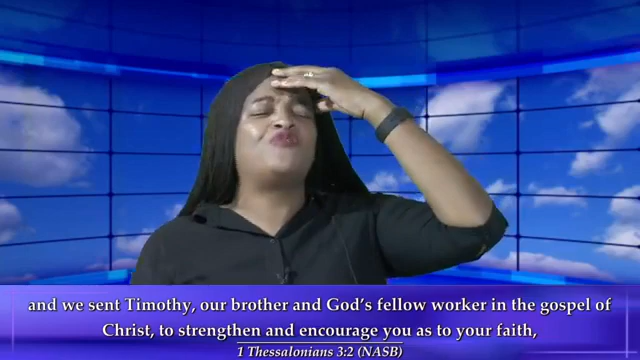 and we sent Timothy, our brother and God's fellow worker in the gospel of
Christ, to strengthen and encourage you as to your faith,
1 Thessalonians 3:2 (NASB)